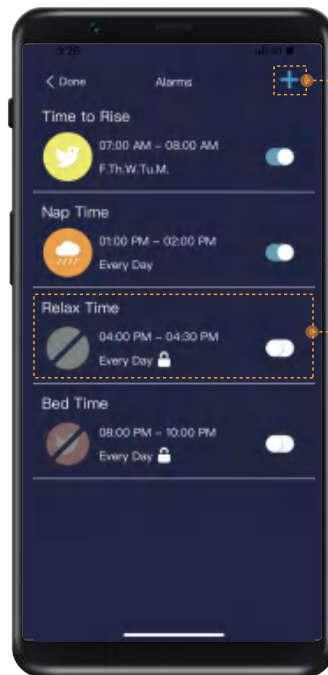 3:26
Done
Alarms
Time to Rise
07:00 AM – 08:00 AM
F.Th.W.Tu.M.
Nap Time
01:00 PM – 02:00 PM
Every Day
Relax Time
04:00 PM – 04:30 PM
Every Day
Bed Time
08:00 PM – 10:00 PM
Every Day